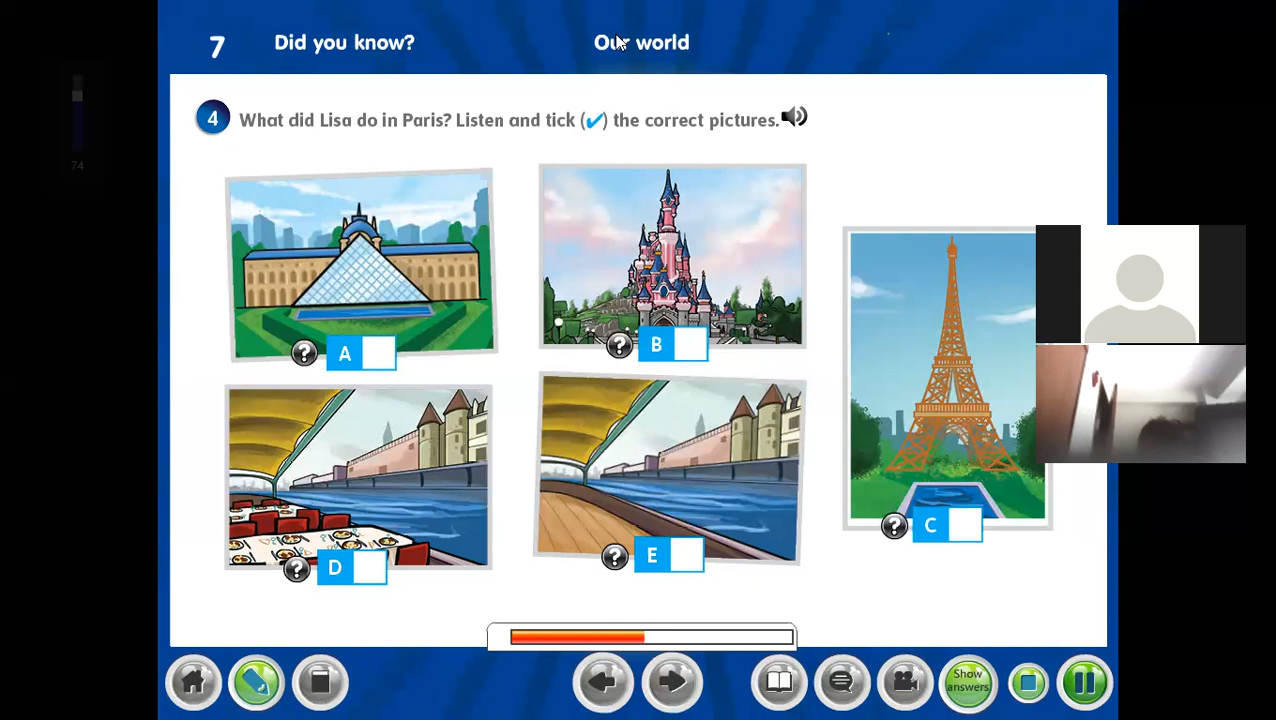 7 Did you know? Our world
74
4 What did Lisa do in Paris? Listen and tick (✔) the correct pictures.
A
B
C
D
E
Show
answers